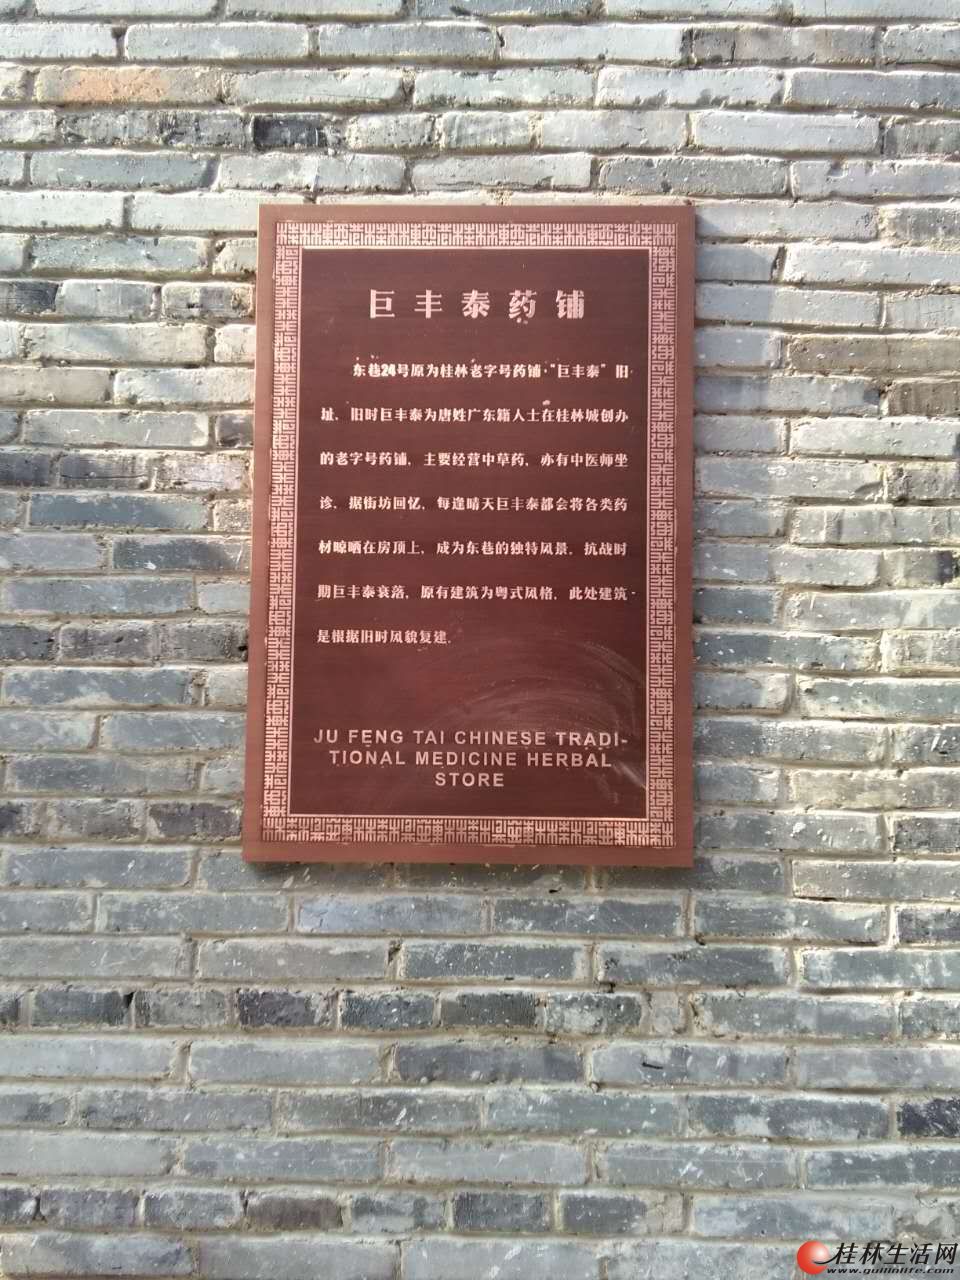 巨丰泰药铺
东巷24号原为桂林老字号药铺·“巨丰泰”旧
址，旧时巨丰泰为唐姓广东籍人士在桂林城创办
的老字号药铺，主要经营中草药，亦有中医师坐
诊，据街坊回忆，每逢晴天巨丰泰都会将各类药
材晾晒在房顶上，成为东巷的独特风景，抗战时
期巨丰泰衰落，原有建筑为粤式风格，此处建筑
是根据旧时风貌复建．
JU FENG TAI CHINESE TRADI-
TIONAL MEDICINE HERBAL
STORE
桂林生活网
www.guilinlife.com